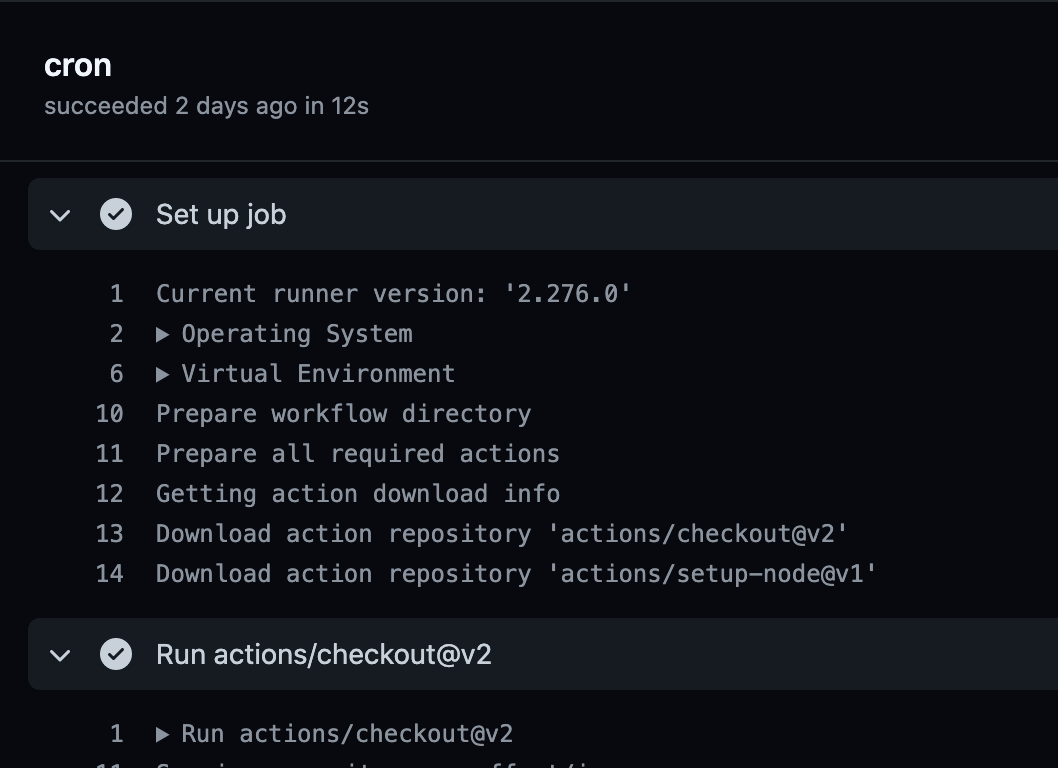 cron
succeeded 2 days ago in 12s
Set up job
1 Current runner version: '2.276.0'
2 ▶ Operating System
6 ▶ Virtual Environment
10 Prepare workflow directory
11 Prepare all required actions
12 Getting action download info
13 Download action repository 'actions/checkout@v2'
14 Download action repository 'actions/setup-node@v1'
Run actions/checkout@v2
1 ▶ Run actions/checkout@v2
11